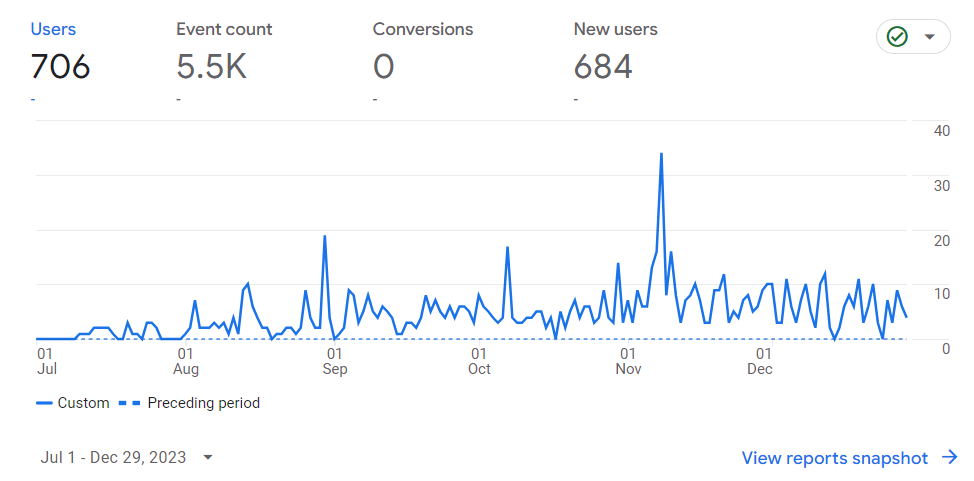 Users Event count Conversions New users
706 5.5K 0 684
- - - -
40
30
20
10
0
01 01 01 01 01 01
Jul Aug Sep Oct Nov Dec
Custom Preceding period
Jul 1 - Dec 29, 2023 View reports snapshot